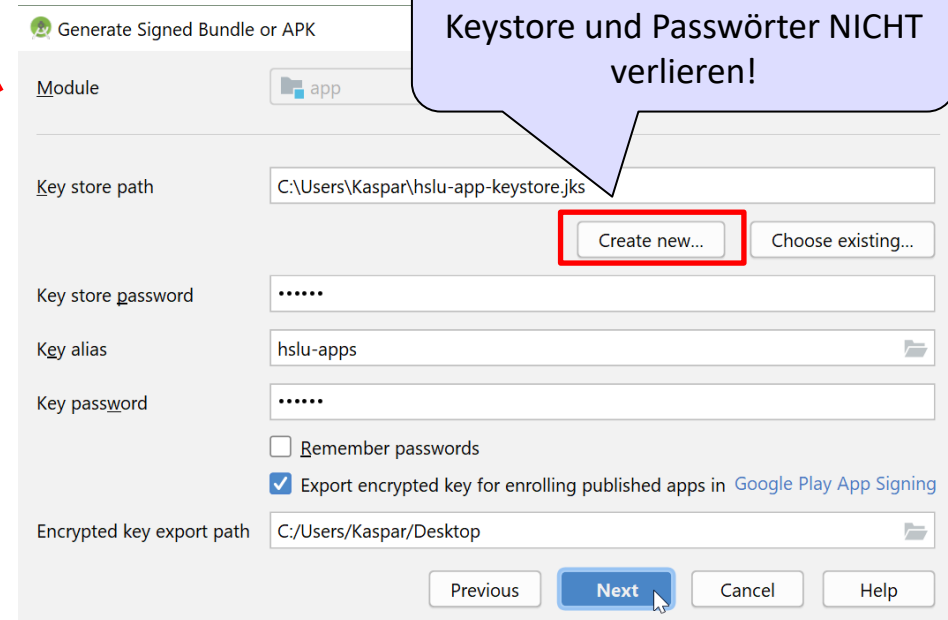 Generate Signed Bundle or APK
Keystore und Passwörter NICHT
verlieren!
Module
app
Key store path
C:\Users\Kaspar\hslu-app-keystore.jks
Create new...
Choose existing...
Key store password
••••••
Key alias
hslu-apps
Key password
••••••
Remember passwords
Export encrypted key for enrolling published apps in Google Play App Signing
Encrypted key export path
C:/Users/Kaspar/Desktop
Previous
Next
Cancel
Help